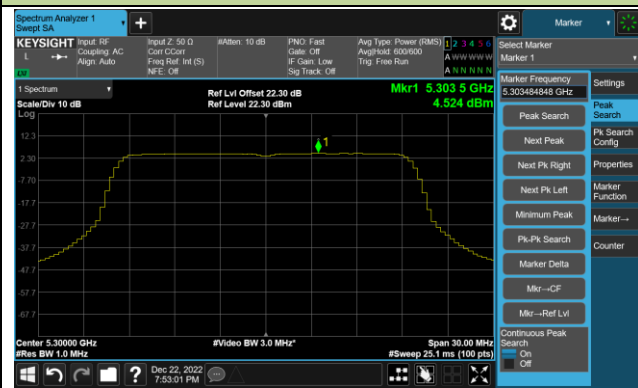 Spectrum Analyzer 1
Swept SA
Marker
KEYSIGHT
L
Input: RF
Coupling: AC
Align: Auto
Input Z: 50 Ω
Corr CCorr
Freq Ref: Int (S)
NFE: Off
#Atten: 10 dB
PNO: Fast
Gate: Off
IF Gain: Low
Sig Track: Off
Avg Type: Power (RMS)
Avg|Hold: 600/600
Trig: Free Run
1 2 3 4 5 6
A W W W W W
A N N N N N
Select Marker
Marker 1
1 Spectrum
Scale/Div 10 dB
Log
Ref Lvl Offset 22.30 dB
Ref Level 22.30 dBm
Mkr1 5.303 5 GHz
4.524 dBm
12.3
2.30
-7.70
-17.7
-27.7
-37.7
-47.7
-57.7
-67.7
1
Center 5.30000 GHz
#Res BW 1.0 MHz
#Video BW 3.0 MHz*
Span 30.00 MHz
#Sweep 25.1 ms (100 pts)
Marker Frequency
5.303484848 GHz
Peak Search
Next Peak
Next Pk Right
Next Pk Left
Minimum Peak
Pk-Pk Search
Marker Delta
Mkr→CF
Mkr→Ref Lvl
Continuous Peak
Search
On
Off
Settings
Peak
Search
Pk Search
Config
Properties
Marker
Function
Marker→
Counter
?
Dec 22, 2022
7:53:01 PM